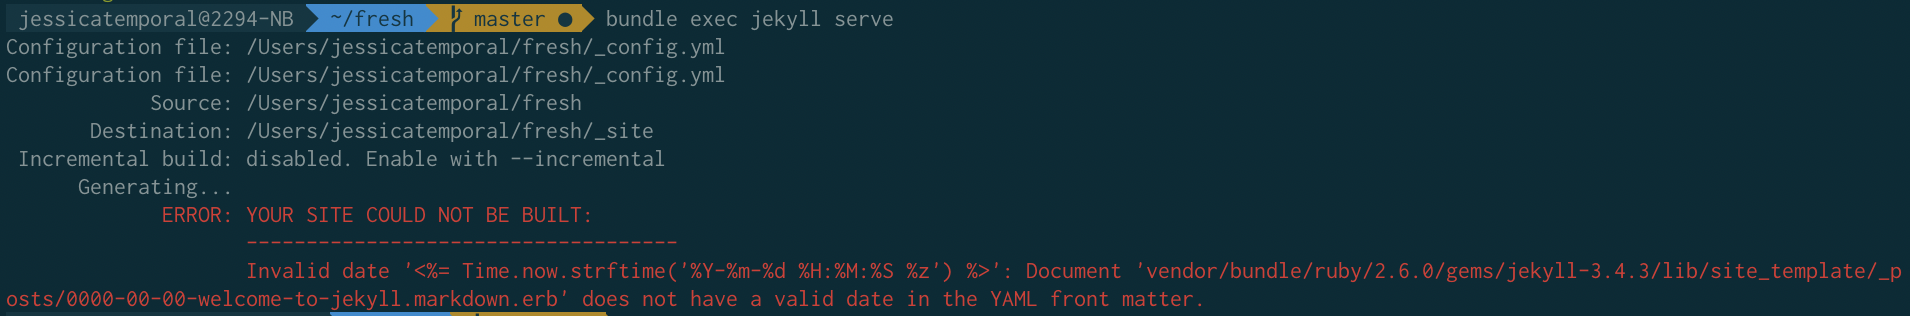 jessicatemporal@2294-NB ~/fresh master ● bundle exec jekyll serve
Configuration file: /Users/jessicatemporal/fresh/_config.yml
Configuration file: /Users/jessicatemporal/fresh/_config.yml
Source: /Users/jessicatemporal/fresh
Destination: /Users/jessicatemporal/fresh/_site
Incremental build: disabled. Enable with --incremental
Generating...
ERROR: YOUR SITE COULD NOT BE BUILT:
------------------------------------
Invalid date '<%= Time.now.strftime('%Y-%m-%d %H:%M:%S %z') %>': Document 'vendor/bundle/ruby/2.6.0/gems/jekyll-3.4.3/lib/site_template/_p
osts/0000-00-00-welcome-to-jekyll.markdown.erb' does not have a valid date in the YAML front matter.